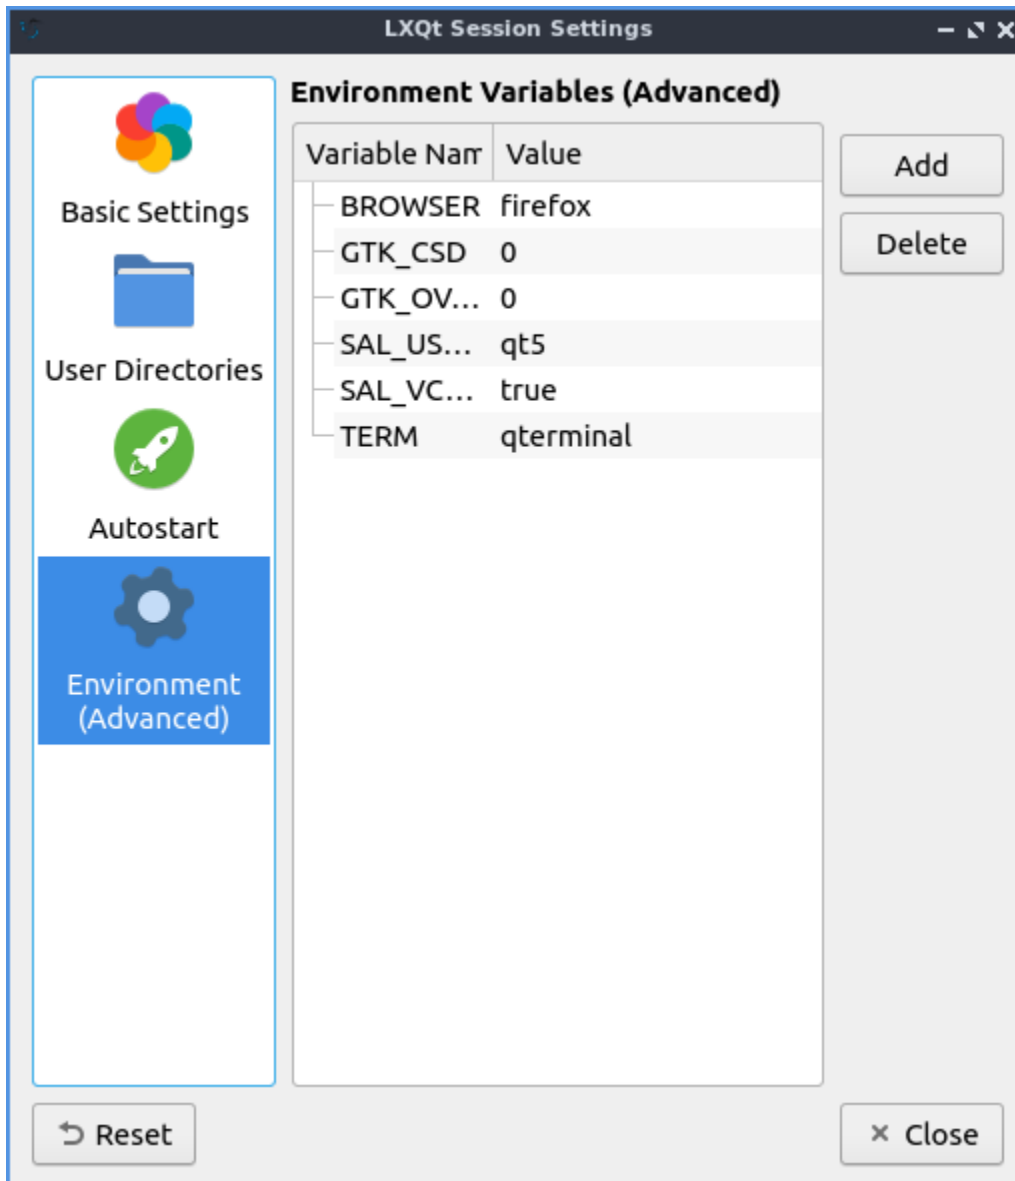 LXQt Session Settings
Basic Settings
User Directories
Autostart
Environment
(Advanced)
Environment Variables (Advanced)
Variable Nam Value
BROWSER firefox
GTK_CSD 0
GTK_OV... 0
SAL_US... qt5
SAL_VC... true
TERM qterminal
Add
Delete
Reset
Close